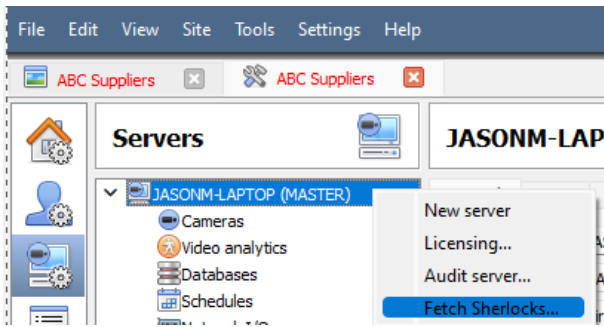 File Edit View Site Tools Settings Help
ABC Suppliers ABC Suppliers
Servers JASONM-LAP
JASONM-LAPTOP (MASTER)
New server
Cameras
Licensing...
Video analytics
Audit server...
Databases
Fetch Sherlocks...
Schedules